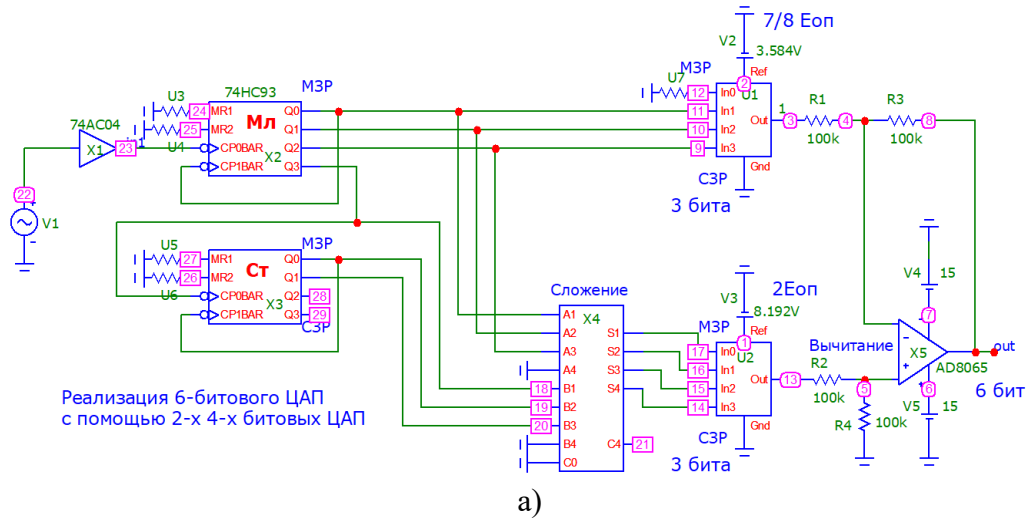 7/8 Еоп
V2
3.584V
Ref
2
МЗР
U7
12
In0
U1
11
In1
10
In2
9
In3
Out
1
3
R1
100k
4
R3
100k
8
Gnd
СЗР
3 бита
74HC93
МЗР
U3
24
MR1
Мл
Q0
25
MR2
Q1
U4
CP0BAR
Q2
X2
CP1BAR
Q3
74AC04
X1
23
1
22
V1
МЗР
U5
27
MR1
Ст
Q0
26
MR2
Q1
U6
CP0BAR
Q2
28
X3
CP1BAR
Q3
29
СЗР
Сложение
X4
A1
S1
A2
S2
A3
S3
A4
S4
18
B1
19
B2
20
B3
B4
C4
21
C0
2Еоп
V3
8.192V
Ref
1
МЗР
17
In0
U2
16
In1
15
In2
14
In3
Out
13
R2
100k
5
R4
100k
Gnd
СЗР
3 бита
Вычитание
V4
15
7
X5
AD8065
out
6 бит
6
V5
15
Реализация 6-битового ЦАП
с помощью 2-х 4-х битовых ЦАП
а)